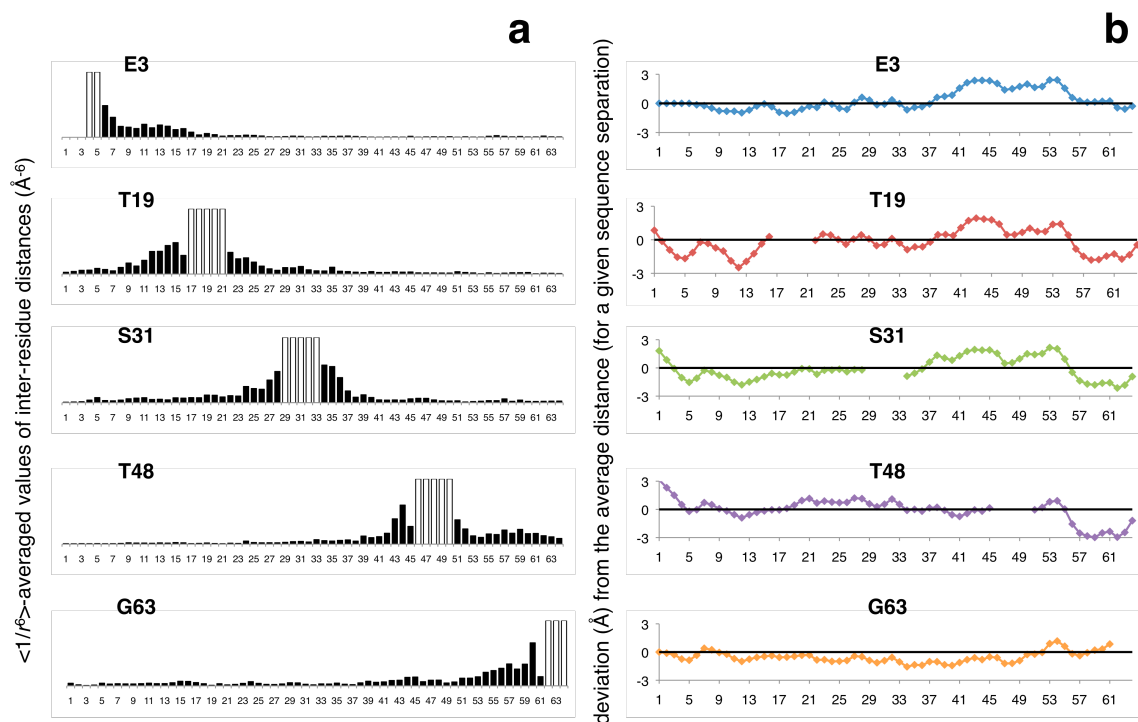 a
<1/r⁶>-averaged values of inter-residue distances (Å⁻⁶)
E3
1 3 5 7 9 11 13 15 17 19 21 23 25 27 29 31 33 35 37 39 41 43 45 47 49 51 53 55 57 59 61 63
T19
1 3 5 7 9 11 13 15 17 19 21 23 25 27 29 31 33 35 37 39 41 43 45 47 49 51 53 55 57 59 61 63
S31
1 3 5 7 9 11 13 15 17 19 21 23 25 27 29 31 33 35 37 39 41 43 45 47 49 51 53 55 57 59 61 63
T48
1 3 5 7 9 11 13 15 17 19 21 23 25 27 29 31 33 35 37 39 41 43 45 47 49 51 53 55 57 59 61 63
G63
1 3 5 7 9 11 13 15 17 19 21 23 25 27 29 31 33 35 37 39 41 43 45 47 49 51 53 55 57 59 61 63
b
deviation (Å) from the average distance (for a given sequence separation)
E3
3
0
-3
1 5 9 13 17 21 25 29 33 37 41 45 49 53 57 61
T19
3
0
-3
1 5 9 13 17 21 25 29 33 37 41 45 49 53 57 61
S31
3
0
-3
1 5 9 13 17 21 25 29 33 37 41 45 49 53 57 61
T48
3
0
-3
1 5 9 13 17 21 25 29 33 37 41 45 49 53 57 61
G63
3
0
-3
1 5 9 13 17 21 25 29 33 37 41 45 49 53 57 61